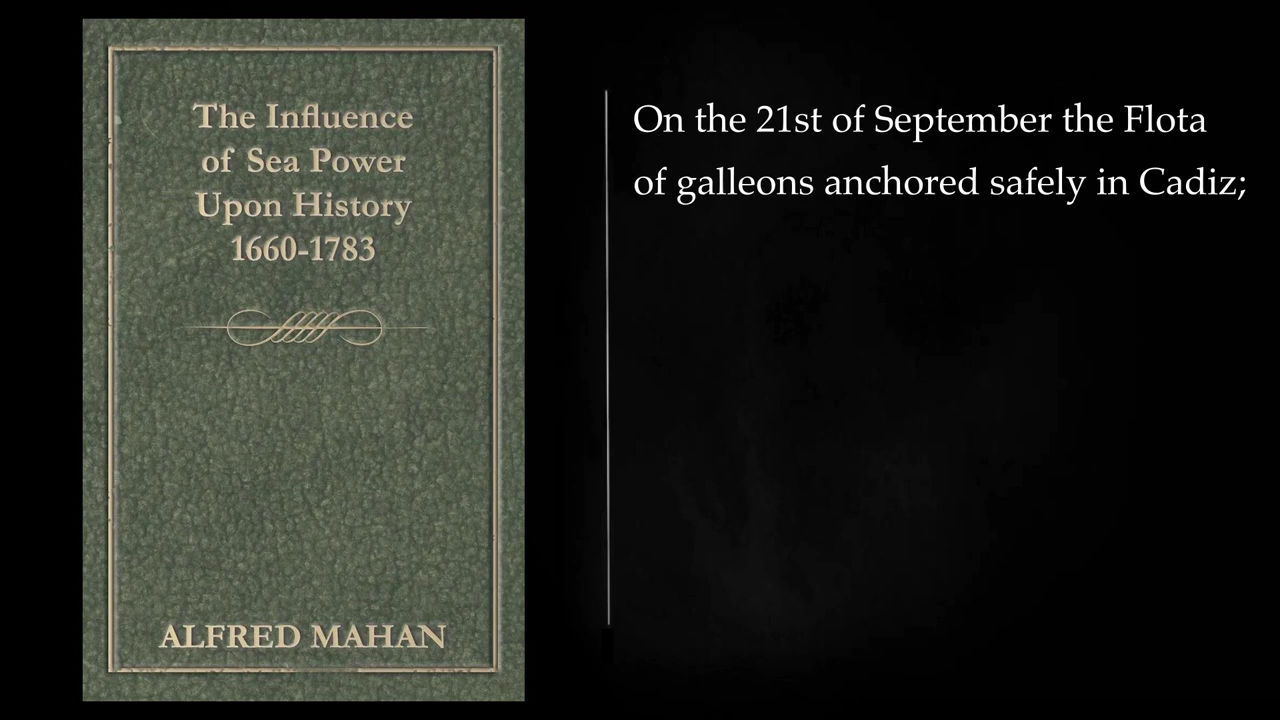 The Influence
of Sea Power
Upon History
1660-1783
ALFRED MAHAN
On the 21st of September the Flota
of galleons anchored safely in Cadiz;